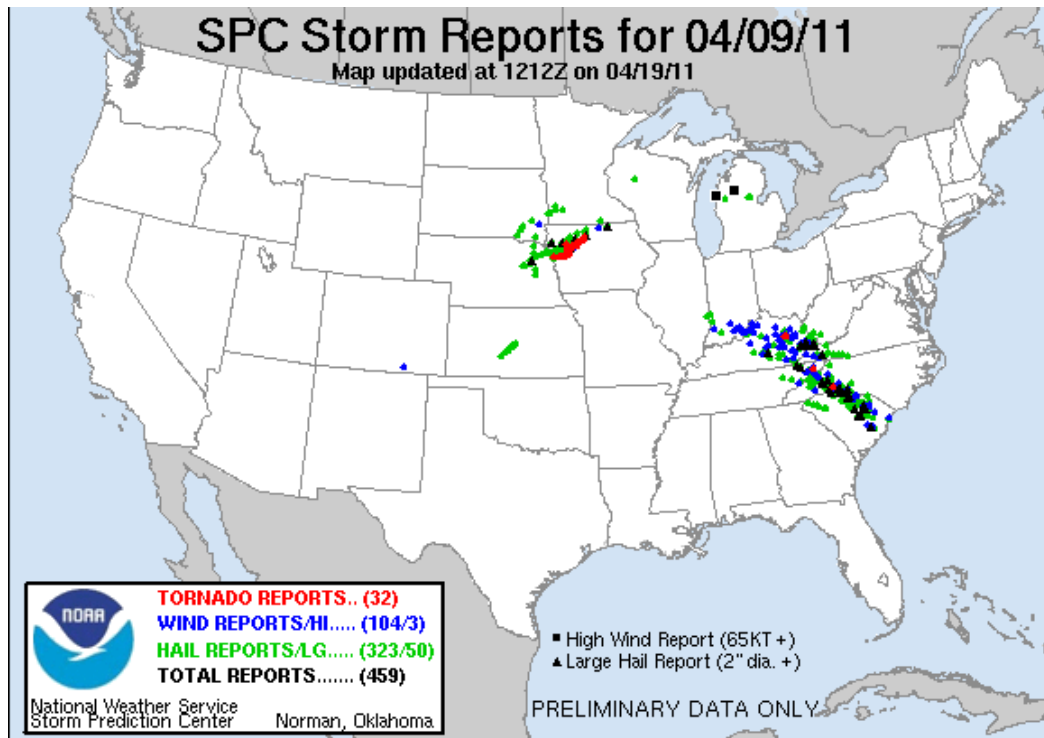 SPC Storm Reports for 04/09/11
Map updated at 1212Z on 04/19/11
TORNADO REPORTS.. (32)
WIND REPORTS/HI..... (104/3)
HAIL REPORTS/LG..... (323/50)
TOTAL REPORTS....... (459)
NOAA
National Weather Service
Storm Prediction Center Norman, Oklahoma
High Wind Report (65KT +)
Large Hail Report (2" dia. +)
PRELIMINARY DATA ONLY